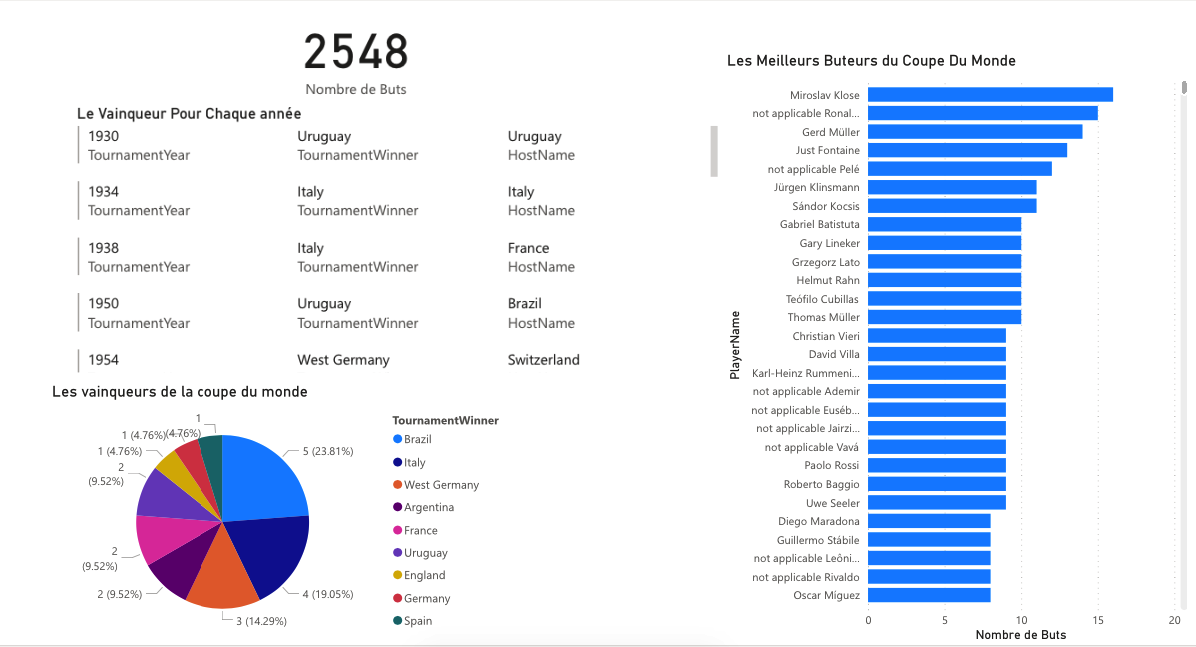 2548
Nombre de Buts
Le Vainqueur Pour Chaque année
1930 Uruguay Uruguay
TournamentYear TournamentWinner HostName
1934 Italy Italy
TournamentYear TournamentWinner HostName
1938 Italy France
TournamentYear TournamentWinner HostName
1950 Uruguay Brazil
TournamentYear TournamentWinner HostName
1954 West Germany Switzerland
Les vainqueurs de la coupe du monde
1
(4.76%)
1 (4.76%)
1 (4.76%)
2
(9.52%)
2
(9.52%)
2 (9.52%)
3 (14.29%)
4 (19.05%)
5 (23.81%)
TournamentWinner
Brazil
Italy
West Germany
Argentina
France
Uruguay
England
Germany
Spain
Les Meilleurs Buteurs du Coupe Du Monde
PlayerName
Miroslav Klose
not applicable Ronal...
Gerd Müller
Just Fontaine
not applicable Pelé
Jürgen Klinsmann
Sándor Kocsis
Gabriel Batistuta
Gary Lineker
Grzegorz Lato
Helmut Rahn
Teófilo Cubillas
Thomas Müller
Christian Vieri
David Villa
Karl-Heinz Rummeni...
not applicable Ademir
not applicable Euséb...
not applicable Jairzi...
not applicable Vavá
Paolo Rossi
Roberto Baggio
Uwe Seeler
Diego Maradona
Guillermo Stábile
not applicable Leôni...
not applicable Rivaldo
Oscar Míguez
0 5 10 15 20
Nombre de Buts